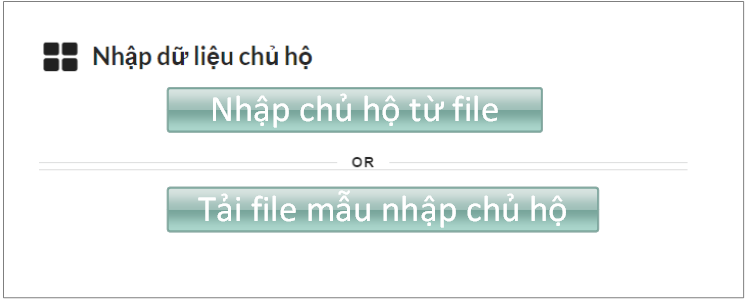 Nhập dữ liệu chủ hộ
Nhập chủ hộ từ file
OR
Tải file mẫu nhập chủ hộ